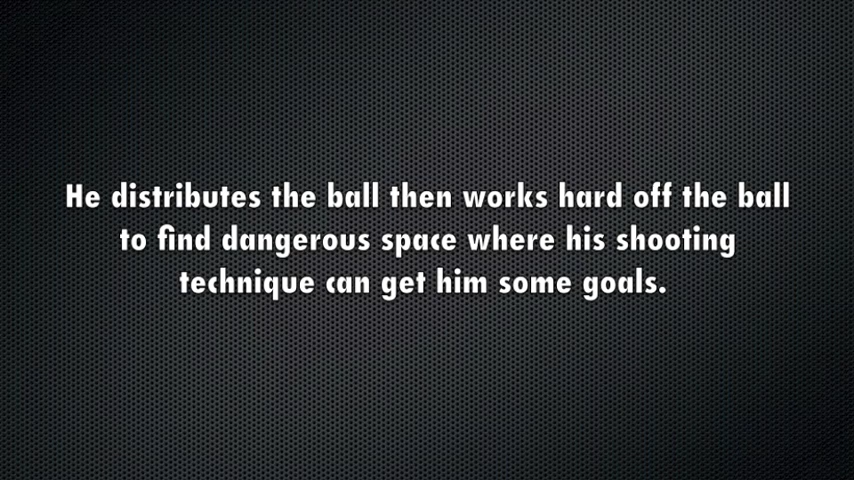 He distributes the ball then works hard off the ball
to find dangerous space where his shooting
technique can get him some goals.